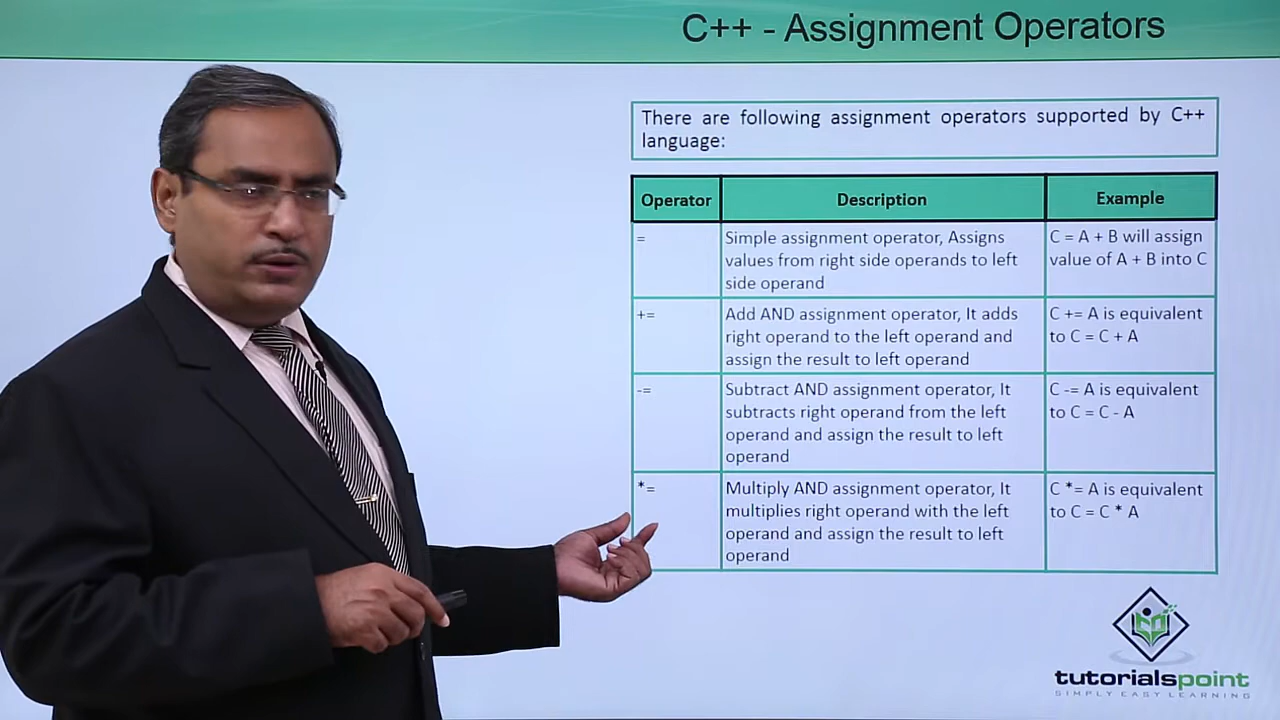 C++ - Assignment Operators
There are following assignment operators supported by C++
language:
Operator Description Example
= Simple assignment operator, Assigns C = A + B will assign
values from right side operands to left value of A + B into C
side operand
+= Add AND assignment operator, It adds C += A is equivalent
right operand to the left operand and to C = C + A
assign the result to left operand
-= Subtract AND assignment operator, It C -= A is equivalent
subtracts right operand from the left to C = C - A
operand and assign the result to left
operand
*= Multiply AND assignment operator, It C *= A is equivalent
multiplies right operand with the left to C = C * A
operand and assign the result to left
operand
tutorialspoint
SIMPLY EASY LEARNING